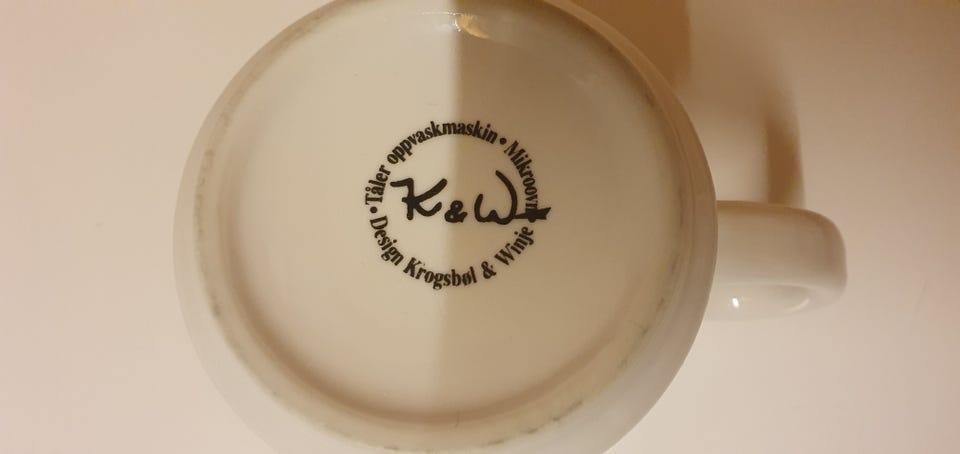 • Tåler oppvaskmaskin • Mikroovn
K & W
Design Krogsbøl & Winje